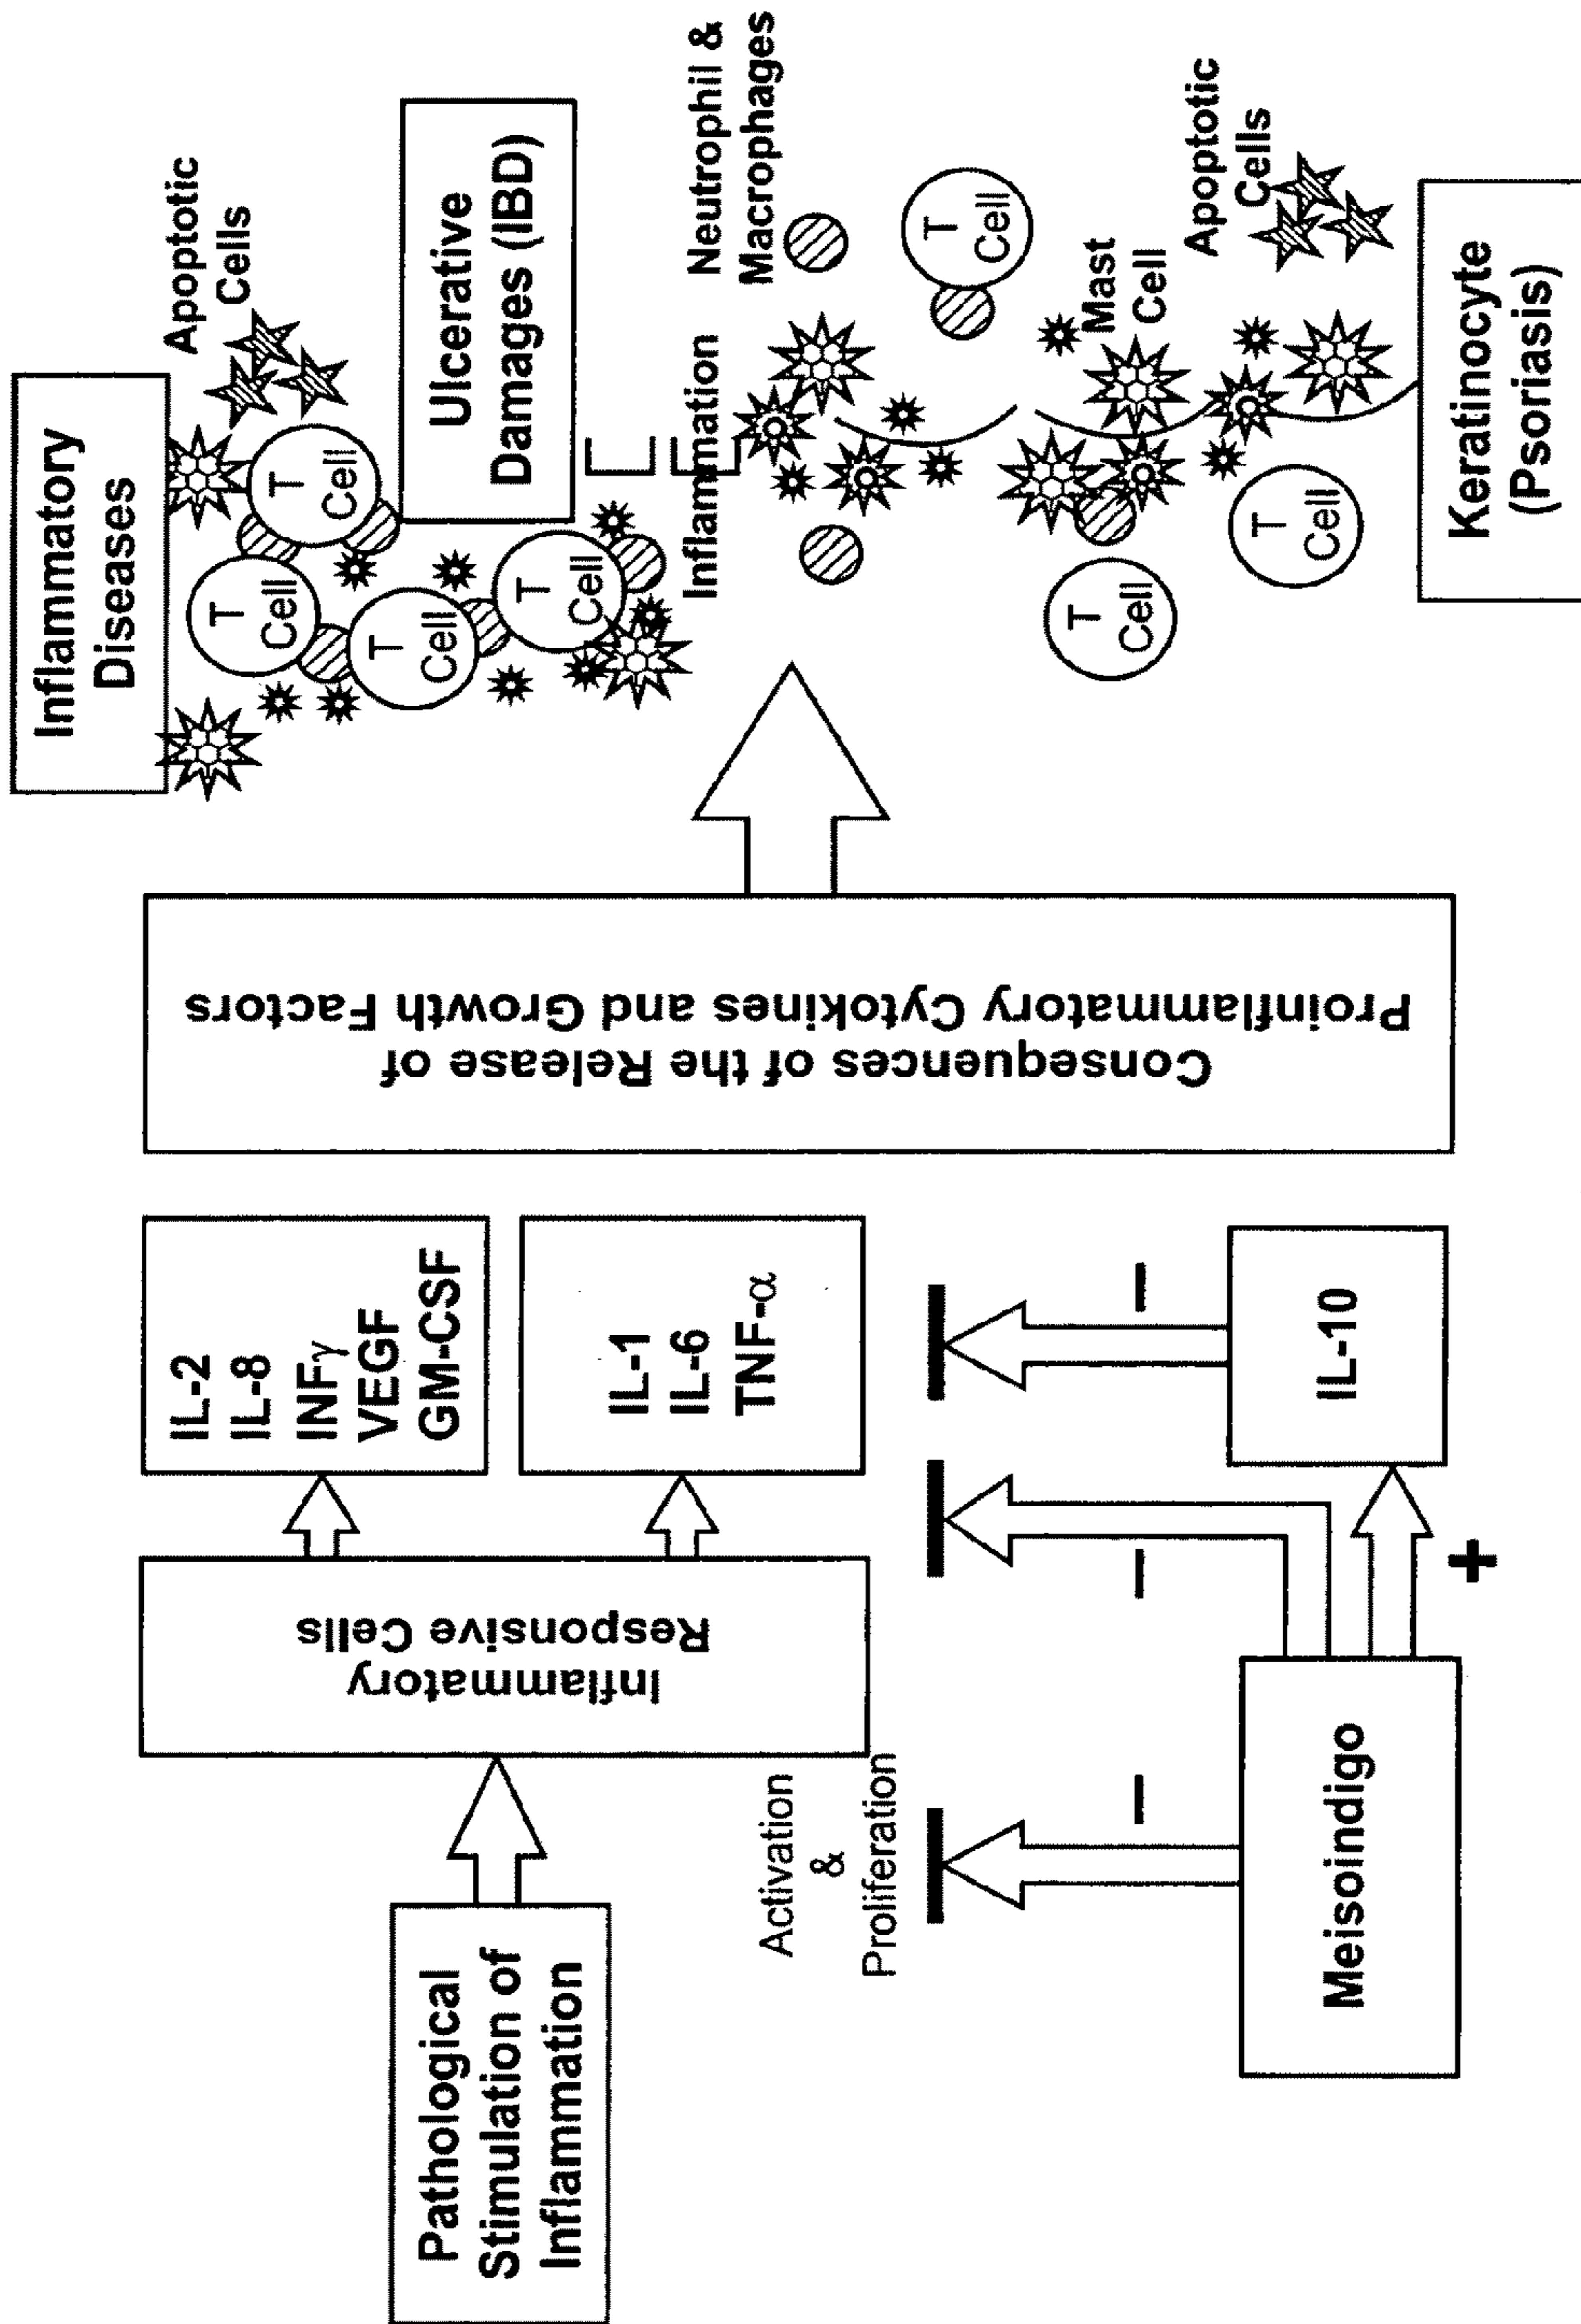 Pathological
Stimulation of
Inflammation
Activation
&
Proliferation
Inflammatory
Responsive Cells
IL-2
IL-8
INFγ
VEGF
GM-CSF
IL-1
IL-6
TNF-α
Meisoindigo
−
−
+
−
IL-10
Consequences of the Release of
Proinflammatory Cytokines and Growth Factors
Inflammatory
Diseases
T
Cell
T
Cell
T
Cell
T
Cell
Apoptotic
Cells
Ulcerative
Damages (IBD)
Inflammation
Neutrophil &
Macrophages
T
Cell
T
Cell
T
Cell
Mast
Cell
Apoptotic
Cells
Keratinocyte
(Psoriasis)